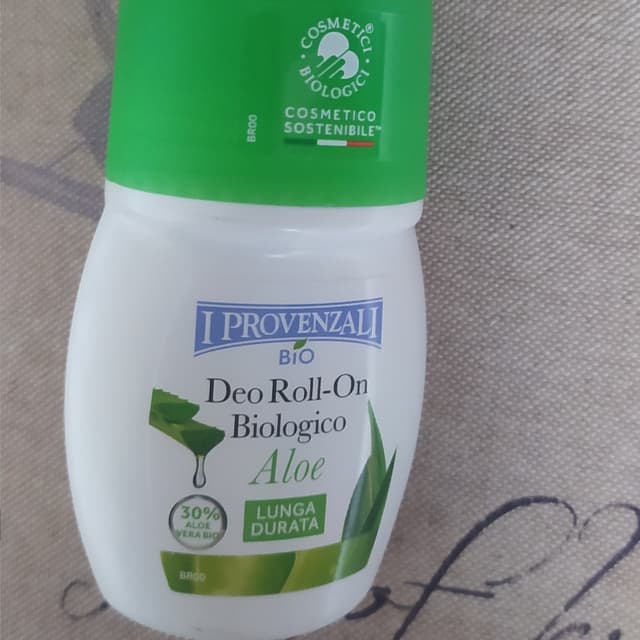 COSMETICI
BIOLOGICI
®
COSMETICO
SOSTENIBILE™
BR00
I PROVENZALI
BIO
Deo Roll-On
Biologico
Aloe
30%
ALOE
VERA BIO
LUNGA
DURATA
BR00